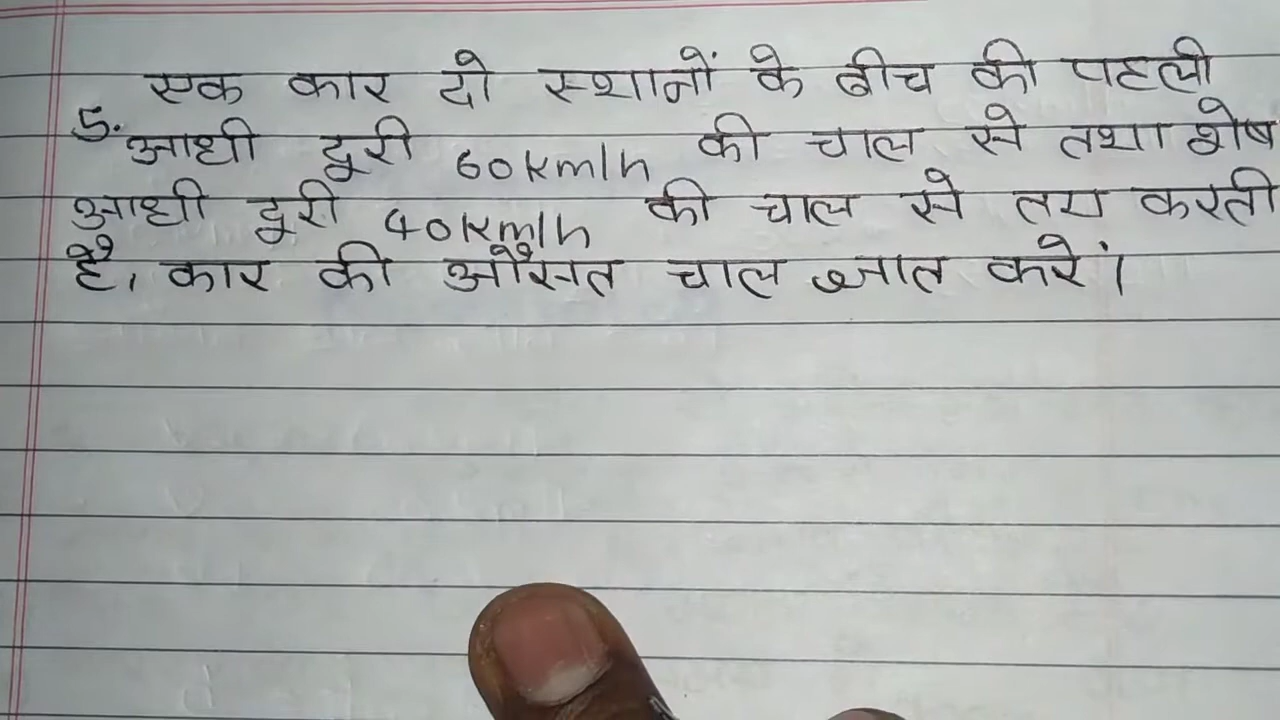 एक कार दो स्थानों के बीच की पहली
5. आधी दूरी 60km/h की चाल से तथा शेष
आधी दूरी 40km/h की चाल से तय करती
है, कार की औसत चाल ज्ञात करें।